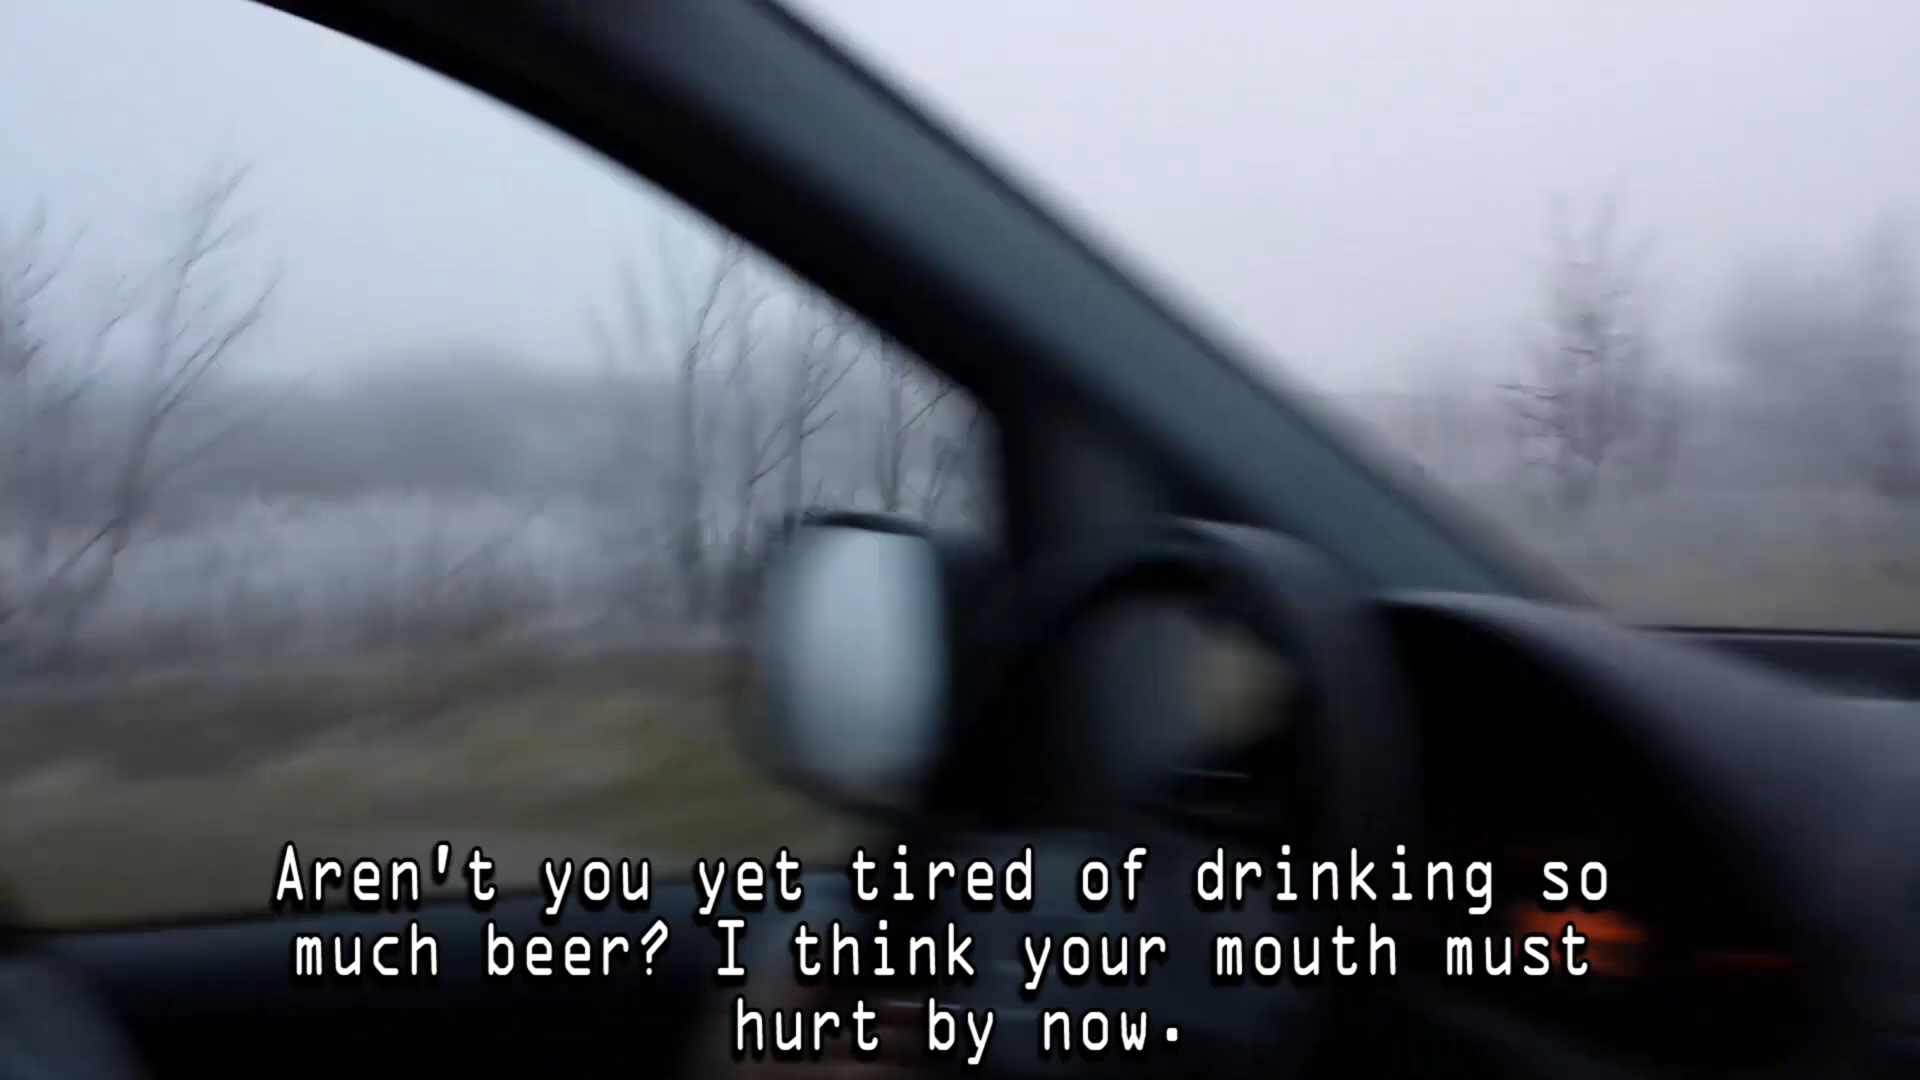 Aren't you yet tired of drinking so
much beer? I think your mouth must
hurt by now.